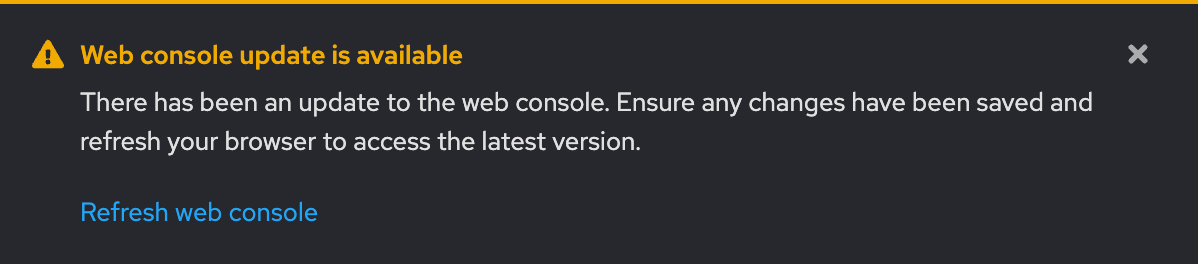 Web console update is available
There has been an update to the web console. Ensure any changes have been saved and
refresh your browser to access the latest version.
Refresh web console